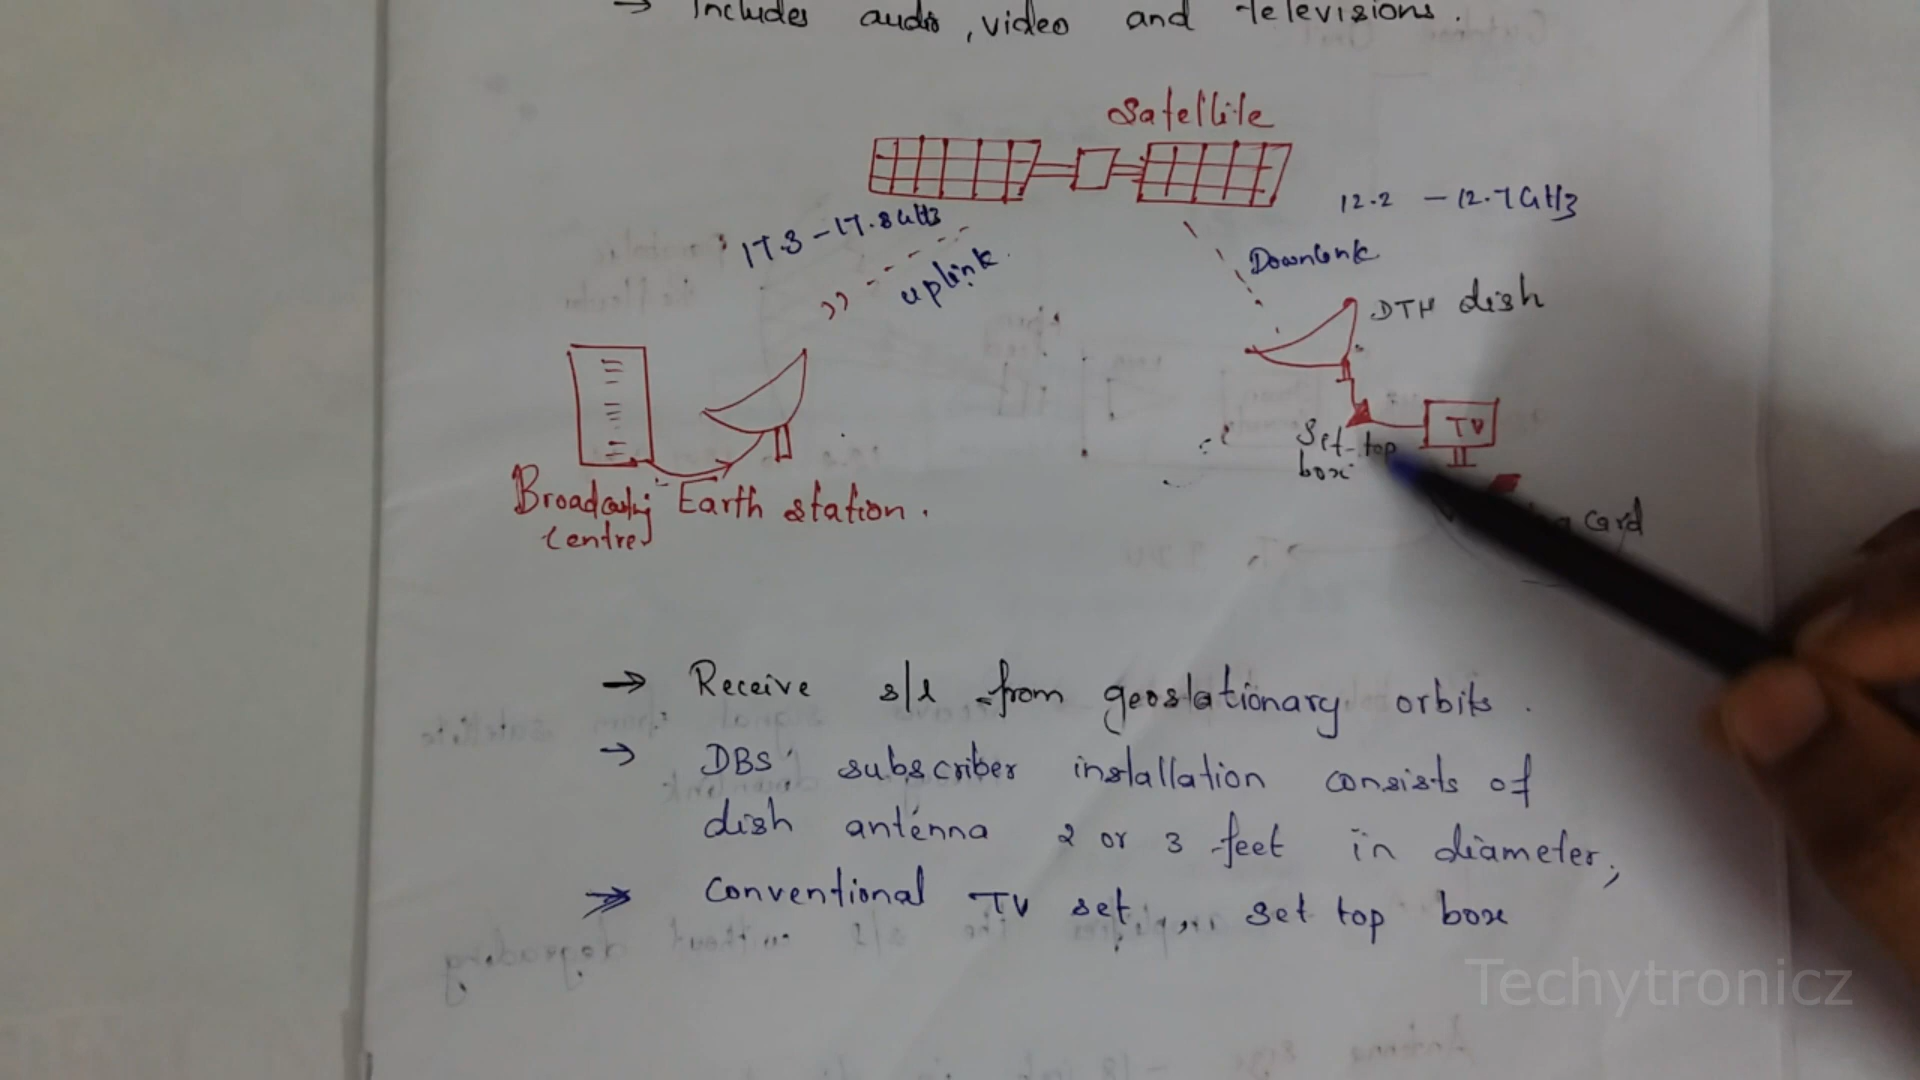 → Includes audio, video and televisions.
Satellite
12.2 – 12.7 GHz
17.3 – 17.8 GHz
uplink.
Downlink
DTH dish
TV
Set-top
box
card
Broadcasting
Centre
Earth station.
→ Receive s/l from geostationary orbits.
→ DBS subscriber installation consists of
dish antenna 2 or 3 feet in diameter,
→ Conventional TV set, set top box
Techytronicz